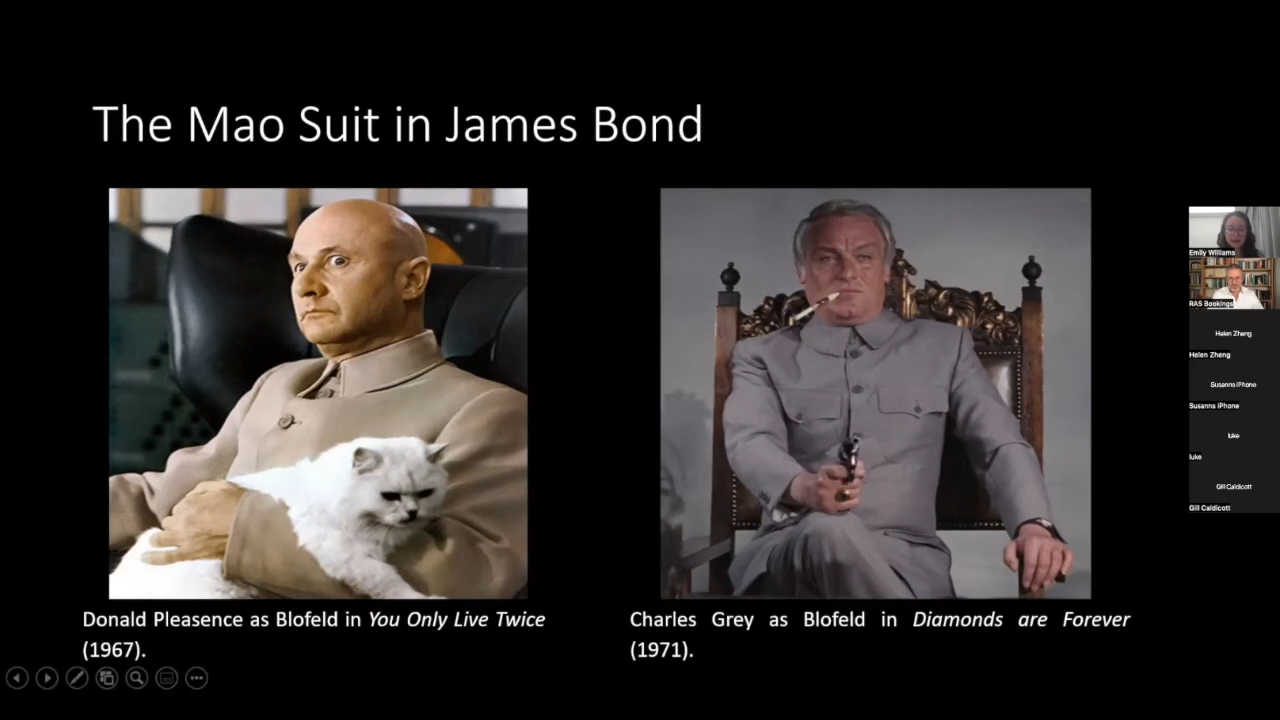 The Mao Suit in James Bond
Donald Pleasence as Blofeld in You Only Live Twice
(1967).
Charles Grey as Blofeld in Diamonds are Forever
(1971).
Emily Williams
RAS Bookings
Helen Zheng
Helen Zheng
Susanns iPhone
Susanns iPhone
luke
luke
Gill Caldicott
Gill Caldicott